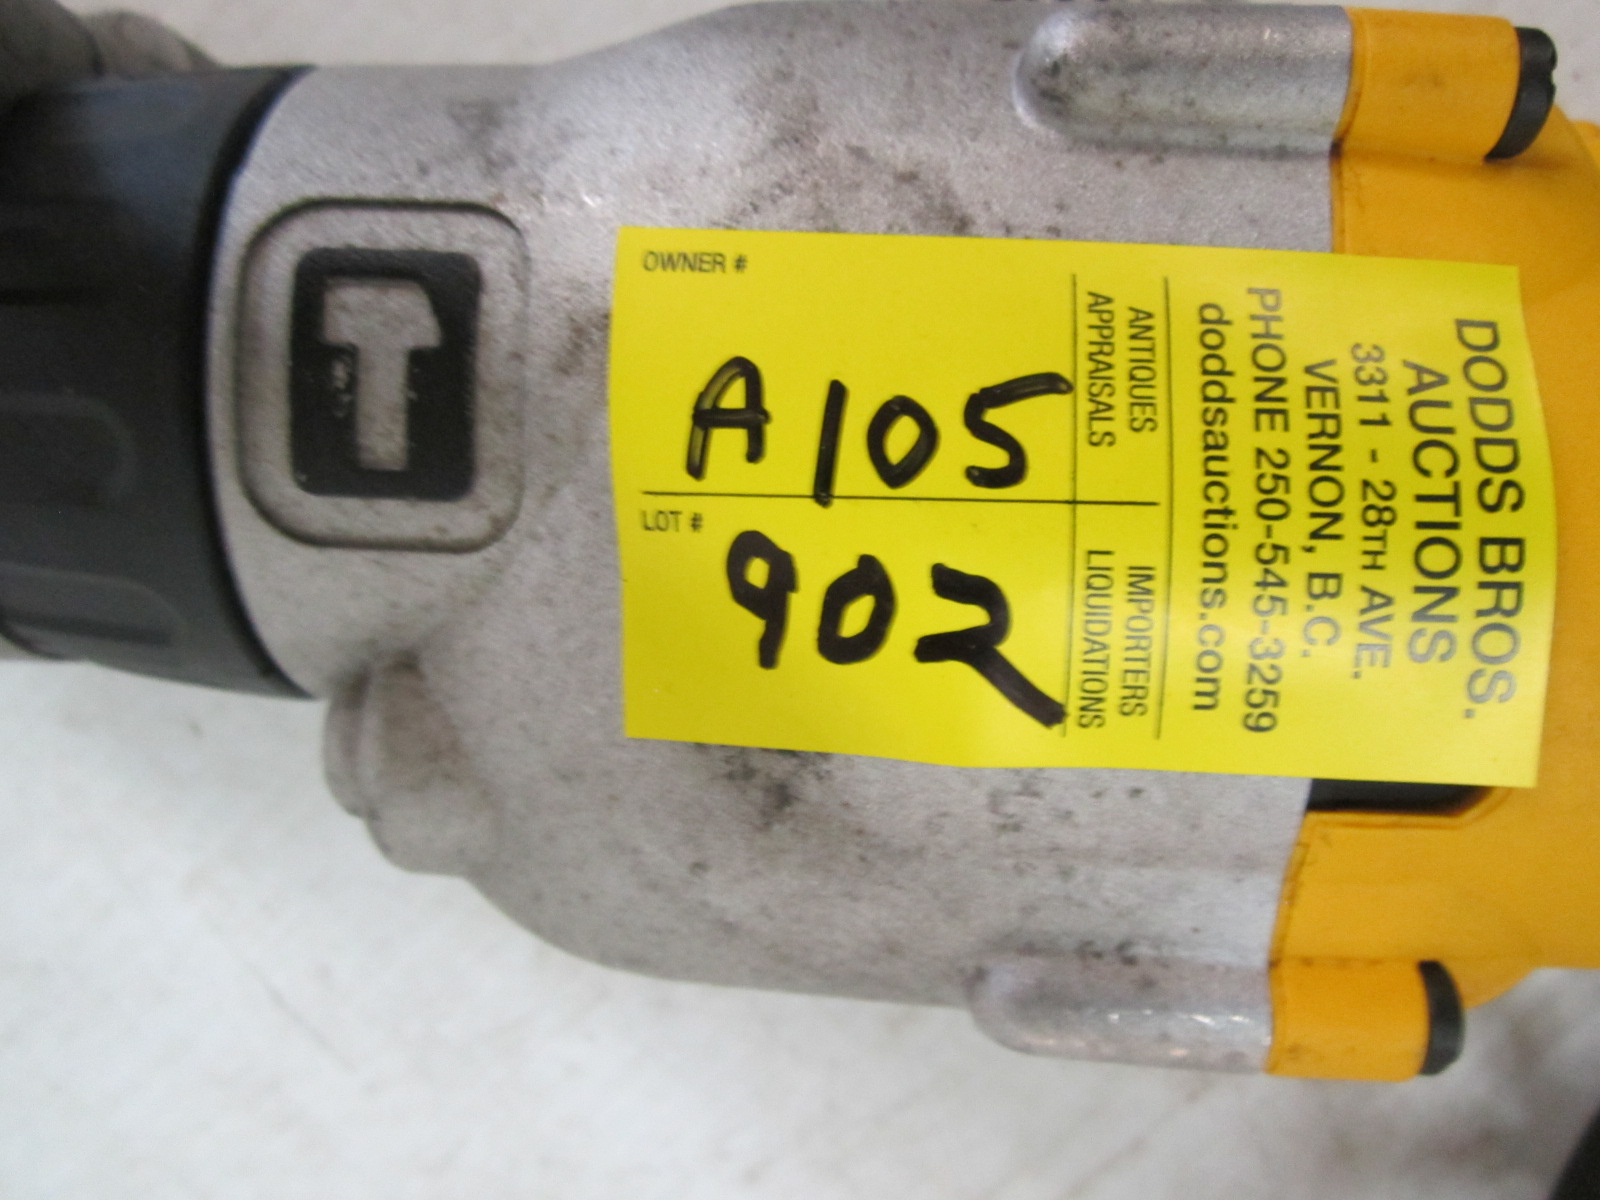 DODDS BROS.
AUCTIONS
3311 - 28TH AVE.
VERNON, B.C.
PHONE 250-545-3259
doddsauctions.com
ANTIQUES
APPRAISALS
IMPORTERS
LIQUIDATIONS
OWNER #
A105
LOT #
902